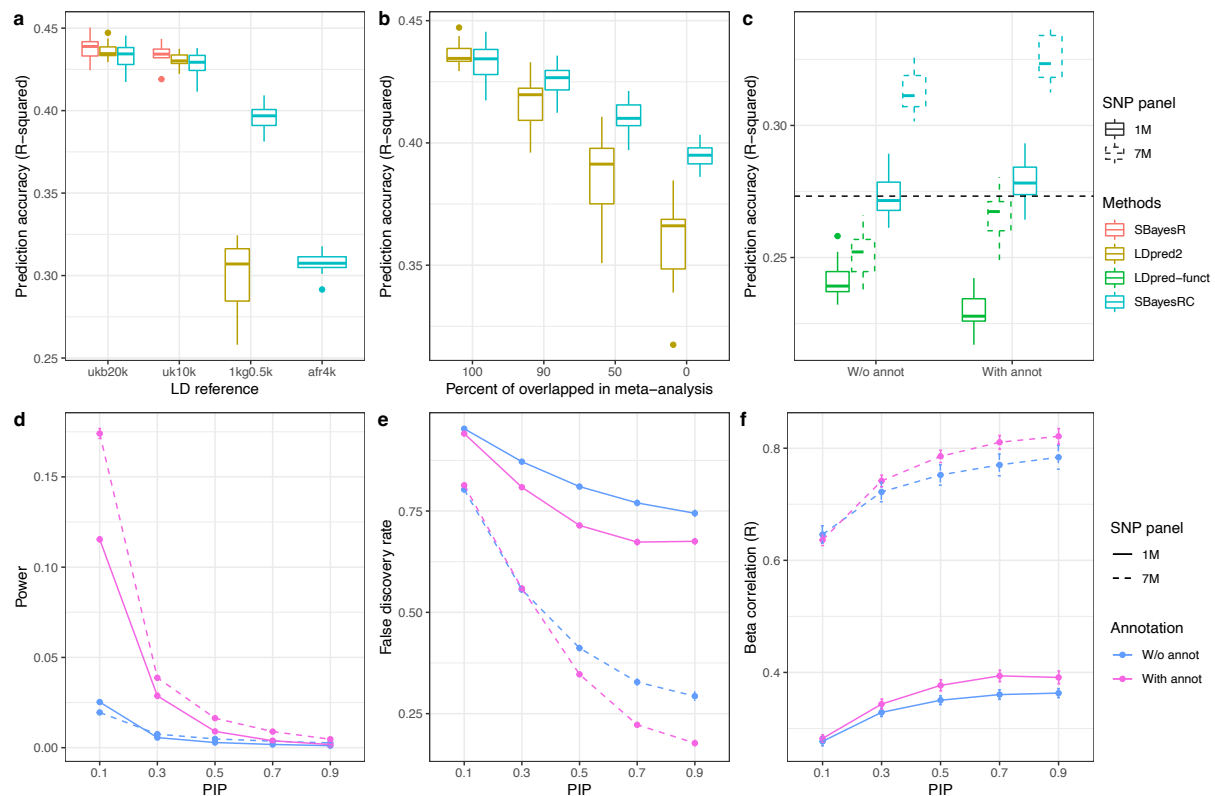 a
Prediction accuracy (R−squared)
0.45
0.40
0.35
0.30
0.25
ukb20k
uk10k
1kg0.5k
afr4k
LD reference
b
Prediction accuracy (R−squared)
0.45
0.40
0.35
100
90
50
0
Percent of overlapped in meta−analysis
c
Prediction accuracy (R−squared)
0.30
0.25
W/o annot
With annot
SNP panel
1M
7M
Methods
SBayesR
LDpred2
LDpred−funct
SBayesRC
d
Power
0.15
0.10
0.05
0.00
0.1
0.3
0.5
0.7
0.9
PIP
e
False discovery rate
0.75
0.50
0.25
0.1
0.3
0.5
0.7
0.9
PIP
f
Beta correlation (R)
0.8
0.6
0.4
0.1
0.3
0.5
0.7
0.9
PIP
SNP panel
1M
7M
Annotation
W/o annot
With annot